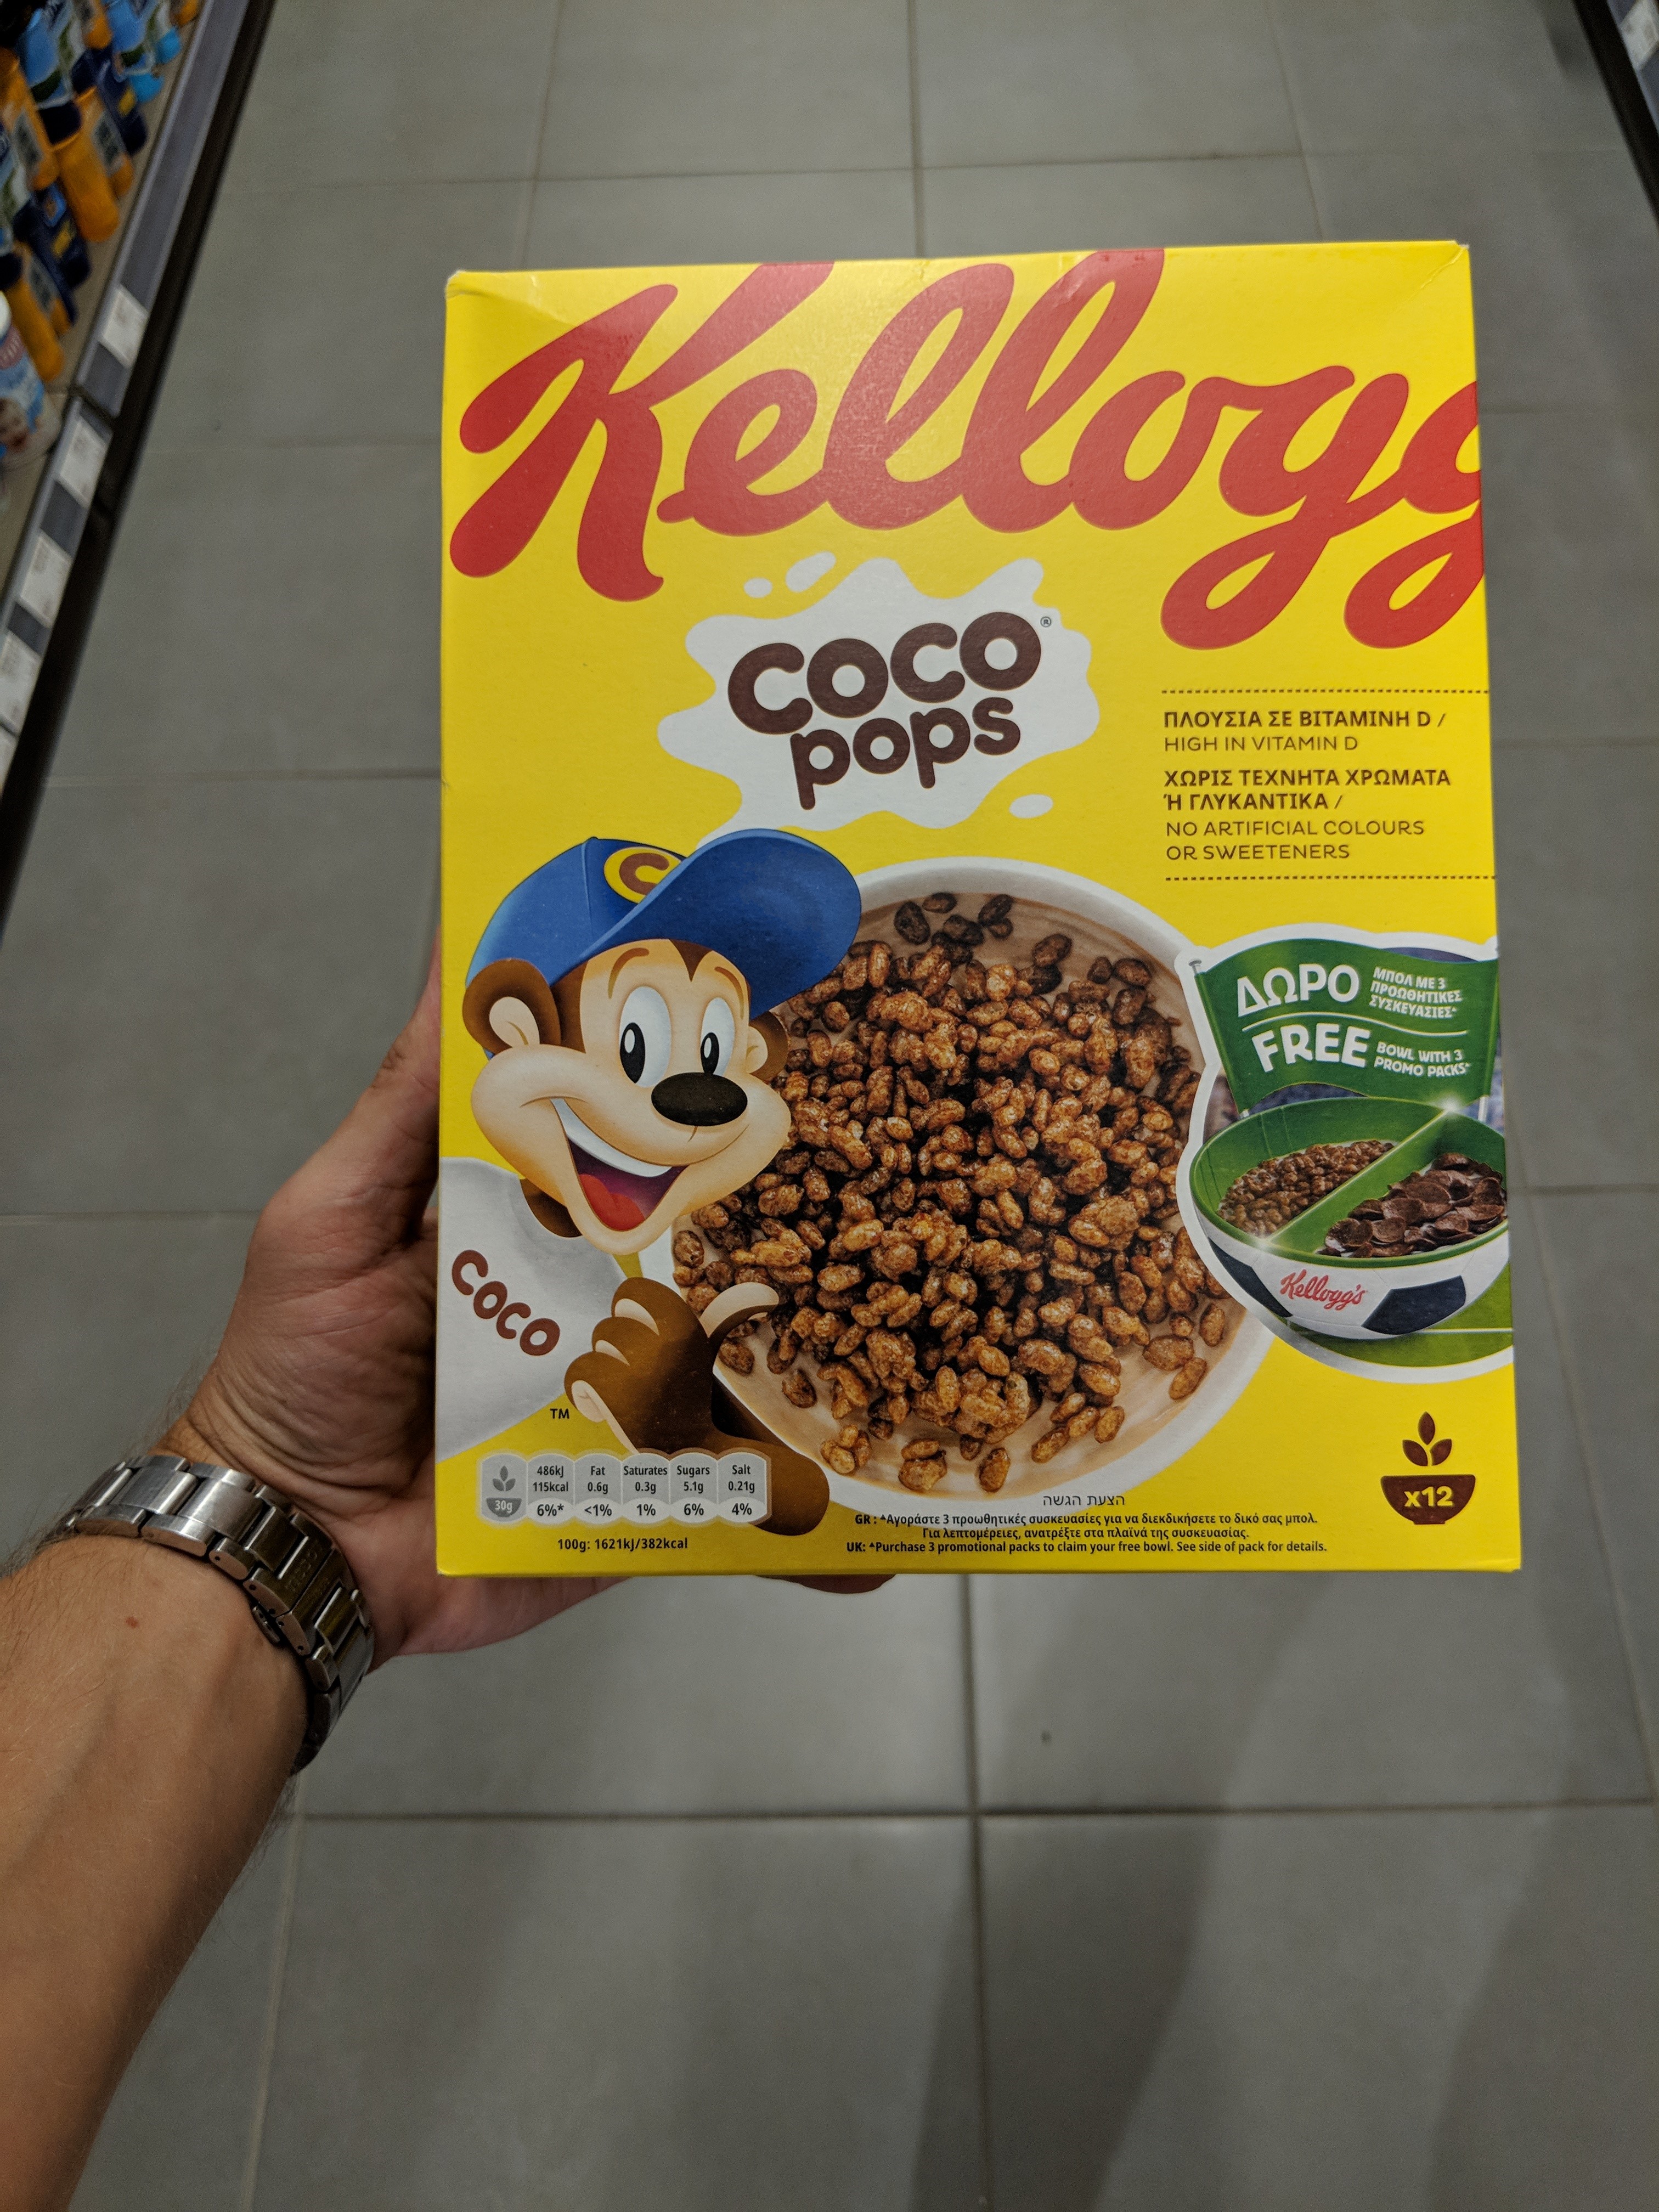 Kellogg
COCO
pops®
ΠΛΟΥΣΙΑ ΣΕ ΒΙΤΑΜΙΝΗ D /
HIGH IN VITAMIN D
ΧΩΡΙΣ ΤΕΧΝΗΤΑ ΧΡΩΜΑΤΑ
Ή ΓΛΥΚΑΝΤΙΚΑ /
NO ARTIFICIAL COLOURS
OR SWEETENERS
C
ΔΩΡΟ
ΜΠΟΛ ΜΕ 3
ΠΡΟΩΘΗΤΙΚΕΣ
ΣΥΣΚΕΥΑΣΙΕΣ*
FREE
BOWL WITH 3
PROMO PACKS*
Kellogg's
COCO
TM
30g
486kJ
115kcal
6%*
Fat
0.6g
<1%
Saturates
0.3g
1%
Sugars
5.1g
6%
Salt
0.21g
4%
100g: 1621kJ/382kcal
x12
הצעת הגשה
GR : ▲Αγοράστε 3 προωθητικές συσκευασίες για να διεκδικήσετε το δικό σας μπολ.
Για λεπτομέρειες, ανατρέξτε στα πλαϊνά της συσκευασίας.
UK: ▲Purchase 3 promotional packs to claim your free bowl. See side of pack for details.